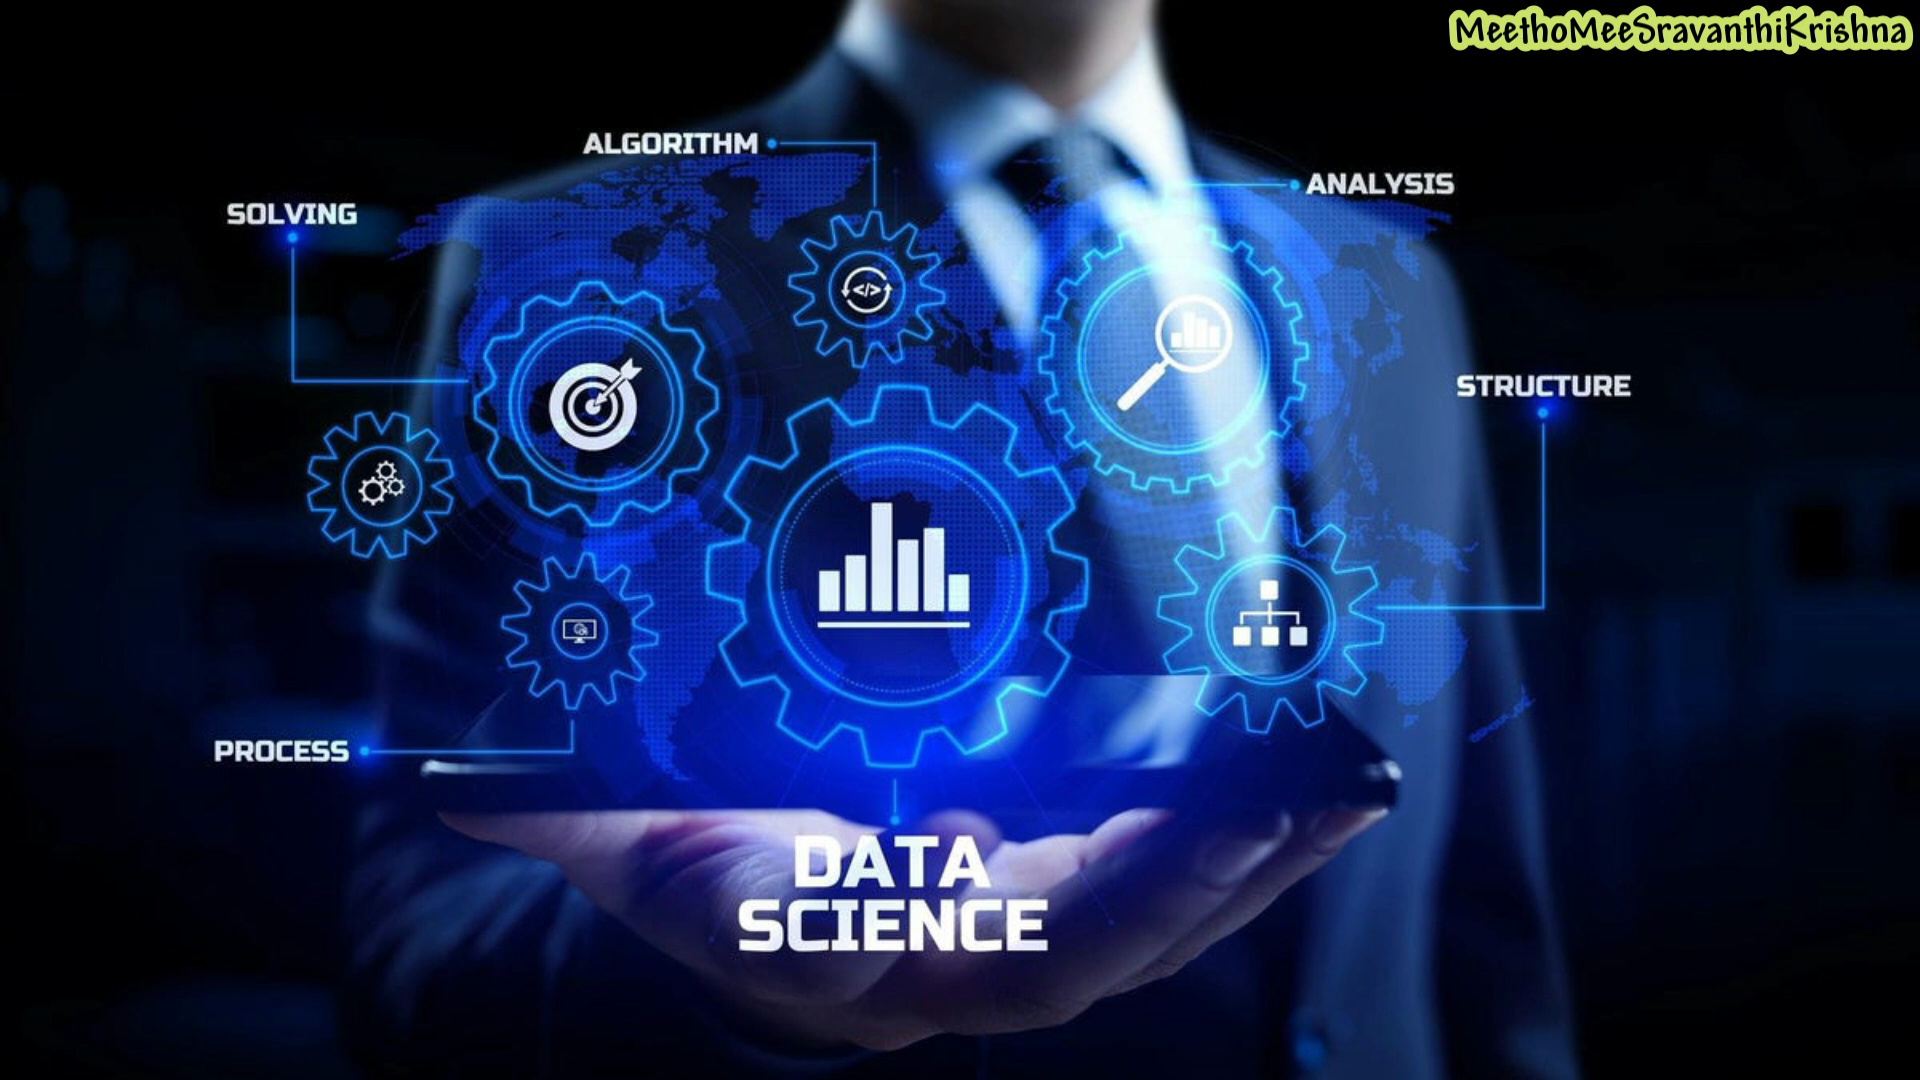 MeethoMeeSravanthiKrishna
ALGORITHM
ANALYSIS
SOLVING
</>
STRUCTURE
PROCESS
DATA
SCIENCE